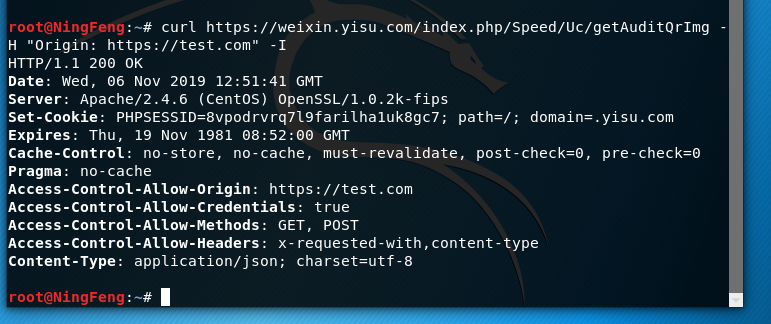 root@NingFeng:~# curl https://weixin.yisu.com/index.php/Speed/Uc/getAuditQrImg -
H "Origin: https://test.com" -I
HTTP/1.1 200 OK
Date: Wed, 06 Nov 2019 12:51:41 GMT
Server: Apache/2.4.6 (CentOS) OpenSSL/1.0.2k-fips
Set-Cookie: PHPSESSID=8vpodrvrq7l9farilha1uk8gc7; path=/; domain=.yisu.com
Expires: Thu, 19 Nov 1981 08:52:00 GMT
Cache-Control: no-store, no-cache, must-revalidate, post-check=0, pre-check=0
Pragma: no-cache
Access-Control-Allow-Origin: https://test.com
Access-Control-Allow-Credentials: true
Access-Control-Allow-Methods: GET, POST
Access-Control-Allow-Headers: x-requested-with,content-type
Content-Type: application/json; charset=utf-8
root@NingFeng:~#